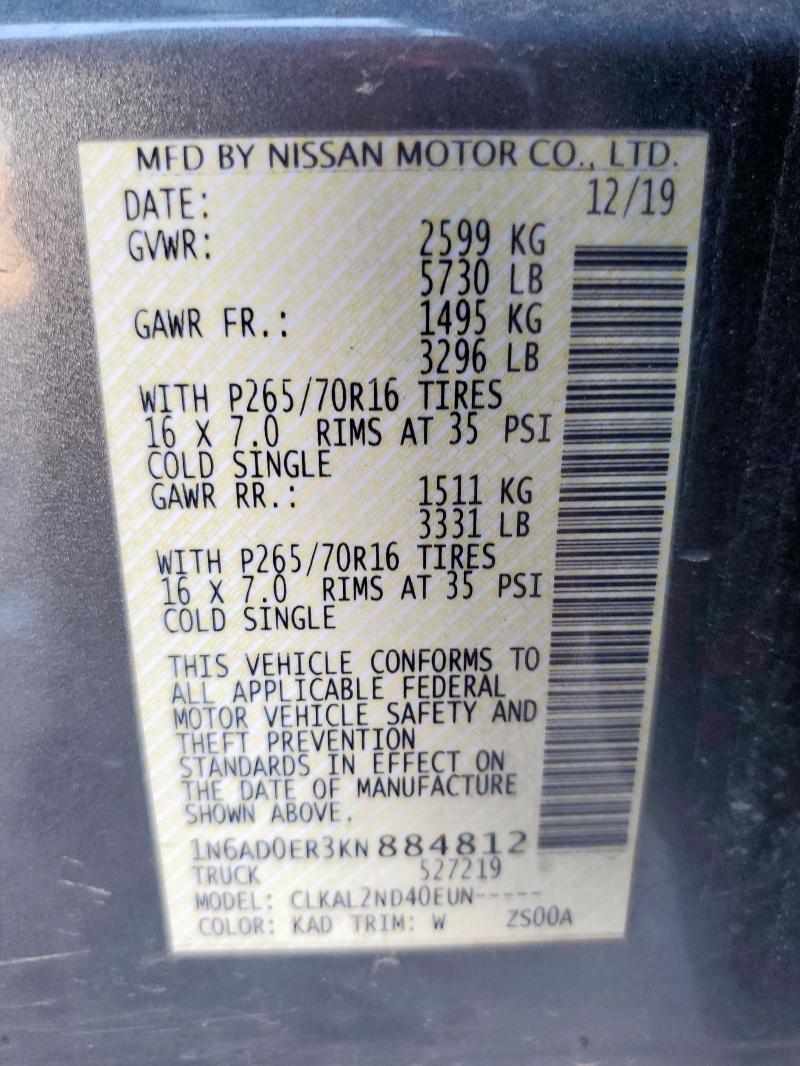 MFD BY NISSAN MOTOR CO., LTD.
DATE: 12/19
GVWR: 2599 KG
5730 LB
GAWR FR.: 1495 KG
3296 LB
WITH P265/70R16 TIRES
16 X 7.0 RIMS AT 35 PSI
COLD SINGLE
GAWR RR.: 1511 KG
3331 LB
WITH P265/70R16 TIRES
16 X 7.0 RIMS AT 35 PSI
COLD SINGLE
THIS VEHICLE CONFORMS TO
ALL APPLICABLE FEDERAL
MOTOR VEHICLE SAFETY AND
THEFT PREVENTION
STANDARDS IN EFFECT ON
THE DATE OF MANUFACTURE
SHOWN ABOVE.
1N6AD0ER3KN884812
TRUCK 527219
MODEL: CLKAL2ND40EUN-----
COLOR: KAD TRIM: W ZS00A